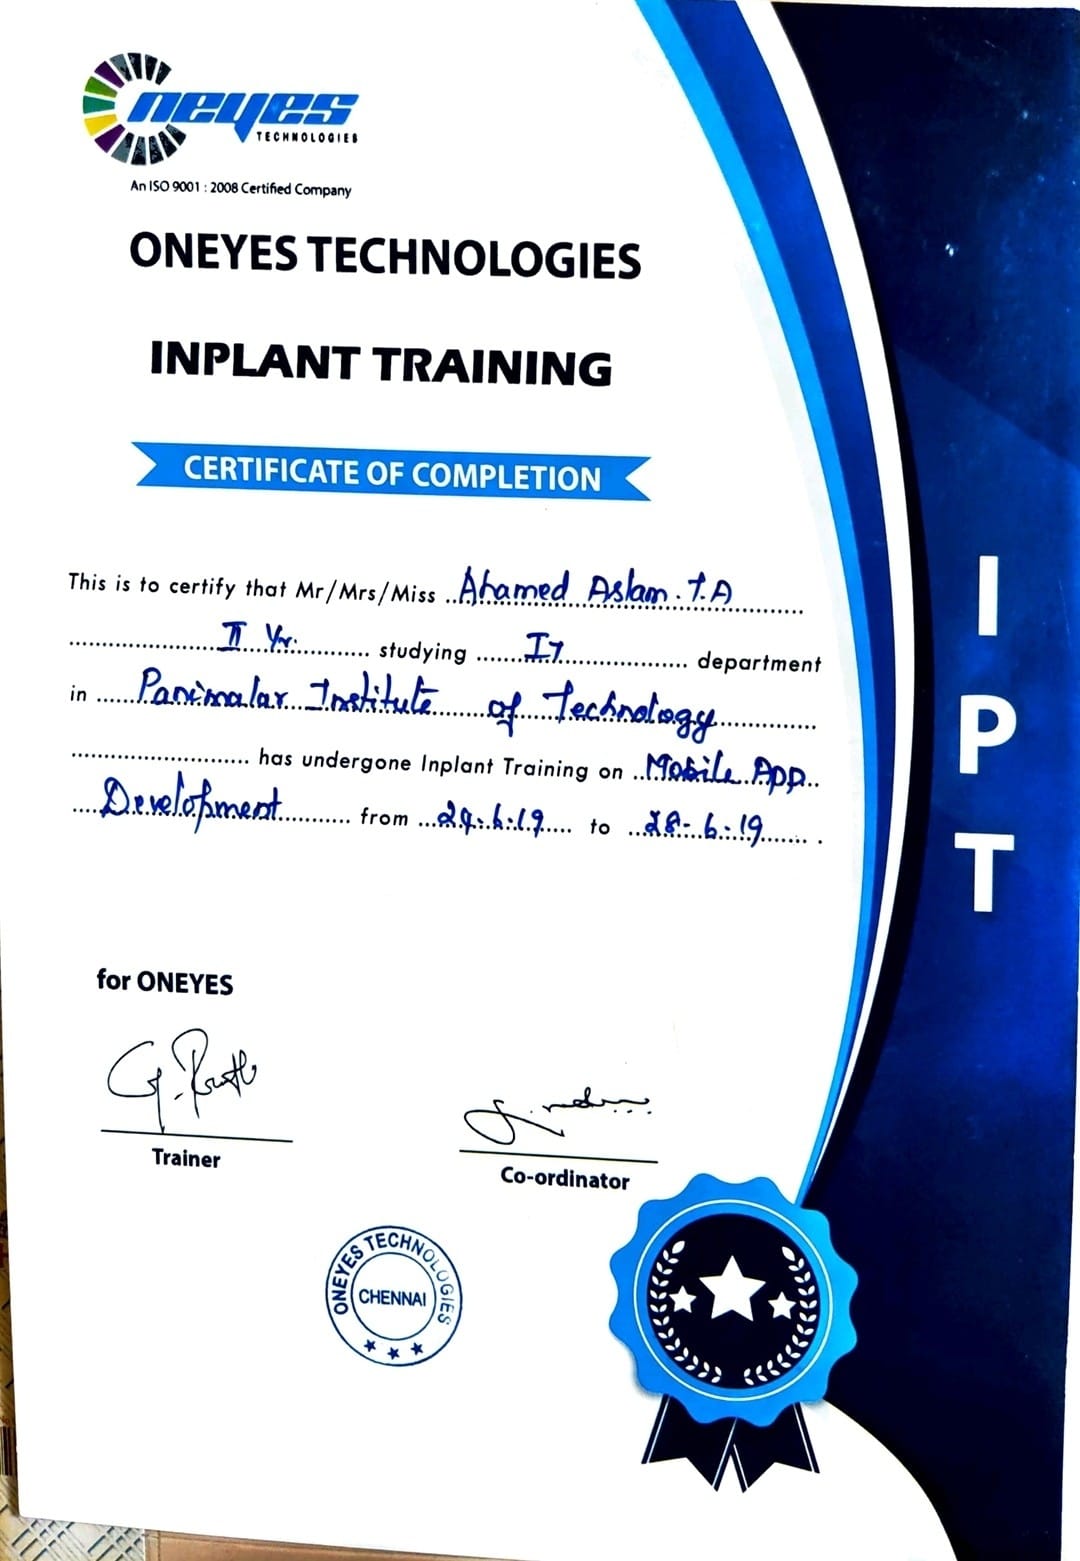 Oneyes
TECHNOLOGIES
An ISO 9001 : 2008 Certified Company
ONEYES TECHNOLOGIES
INPLANT TRAINING
CERTIFICATE OF COMPLETION
This is to certify that Mr/Mrs/Miss ..Ahamed Aslam. T.A
II Yr. studying IT department
in Panimalar Institute of Technology
has undergone Inplant Training on Mobile App
Development from 24.6.19 to 28-6-19 .
I
P
T
for ONEYES
Trainer
Co-ordinator
ONEYES TECHNOLOGIES
CHENNAI